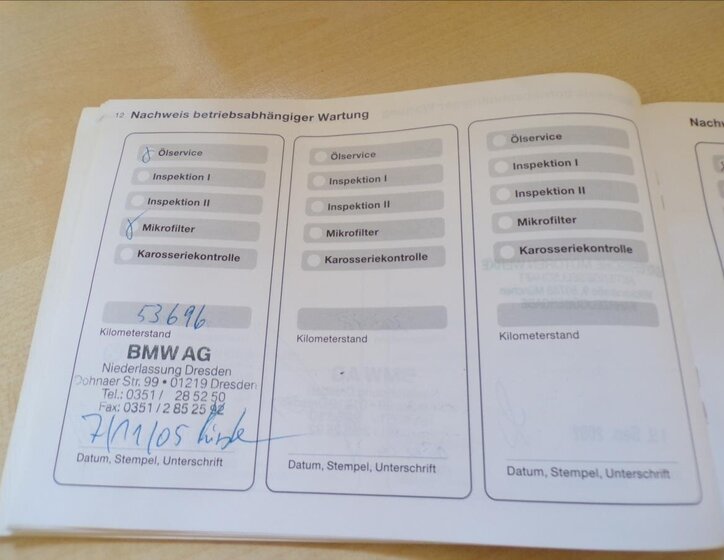 12 Nachweis betriebsabhängiger Wartung
Ölservice
Inspektion I
Inspektion II
Mikrofilter
Karosseriekontrolle
53696
Kilometerstand
BMW AG
Niederlassung Dresden
Dohnaer Str. 99 • 01219 Dresden
Tel.: 0351 / 28 52 50
Fax: 0351 / 2 85 25 92
7/11/05
Datum, Stempel, Unterschrift
Ölservice
Inspektion I
Inspektion II
Mikrofilter
Karosseriekontrolle
Kilometerstand
Datum, Stempel, Unterschrift
Ölservice
Inspektion I
Inspektion II
Mikrofilter
Karosseriekontrolle
Kilometerstand
Datum, Stempel, Unterschrift